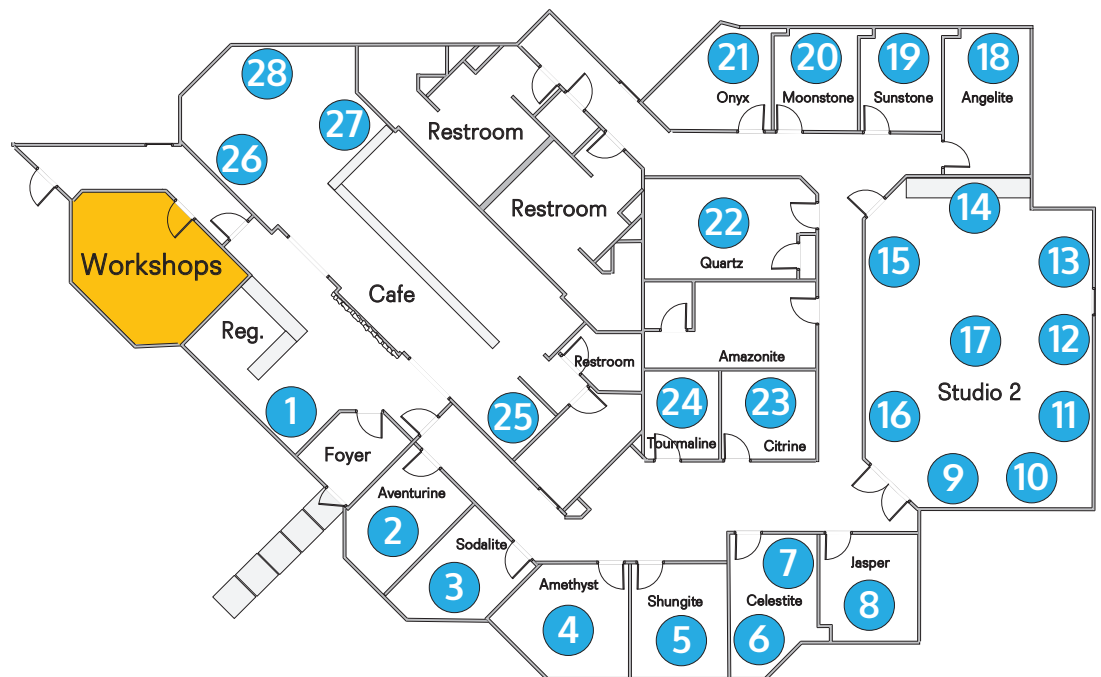 21
20
19
18
Onyx
Moonstone
Sunstone
Angelite
28
27
26
Restroom
Restroom
22
Quartz
14
15
13
Workshops
Cafe
Reg.
17
12
Studio 2
16
11
9
10
Amazonite
Restroom
24
23
Tourmaline
Citrine
25
1
Foyer
Aventurine
2
Sodalite
3
Amethyst
4
Shungite
5
7
Celestite
6
Jasper
8